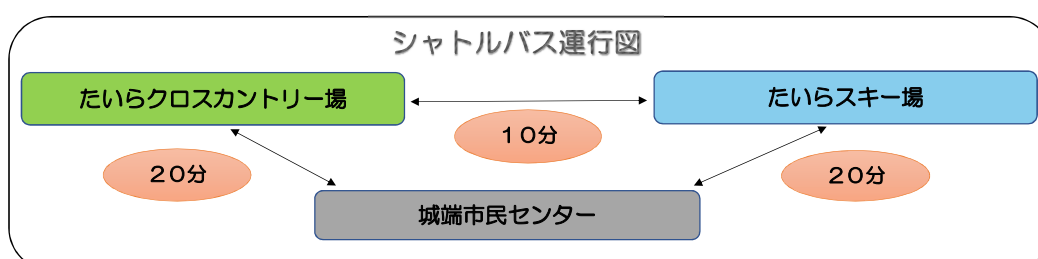 シャトルバス運行図
たいらクロスカントリー場
たいらスキー場
１０分
２０分
２０分
城端市民センター